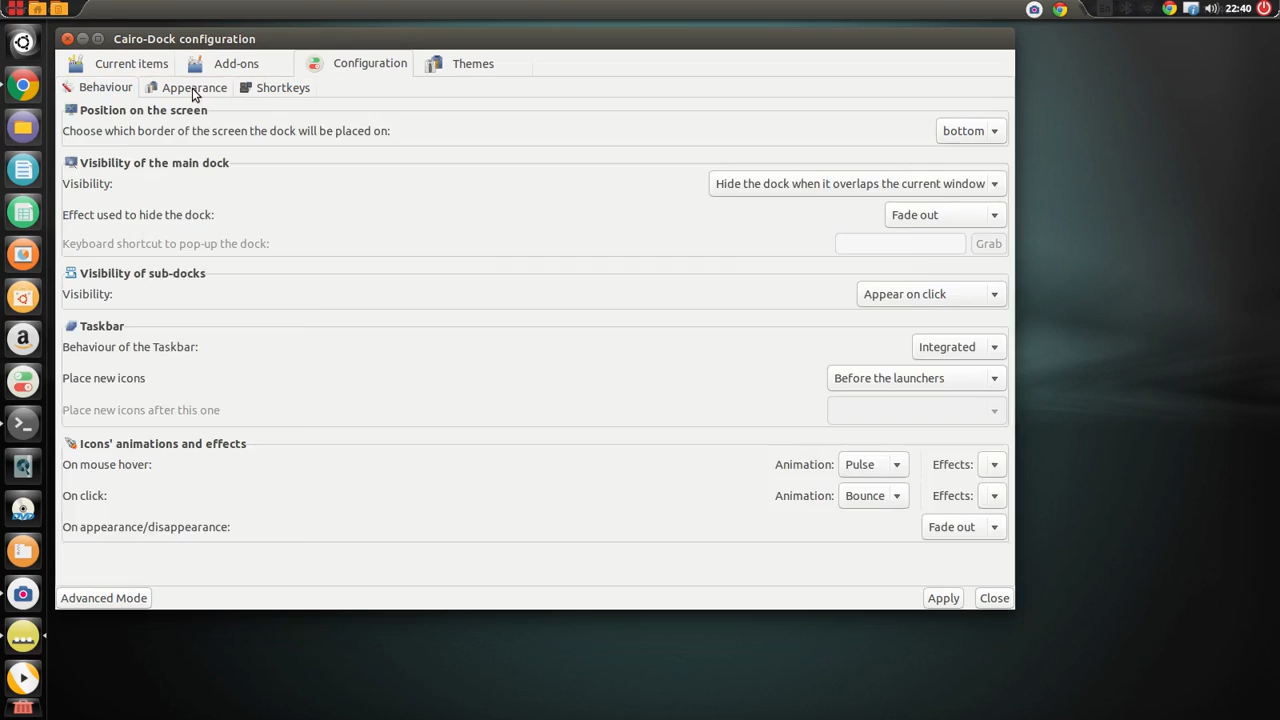 22:40
Cairo-Dock configuration
Current items Add-ons Configuration Themes
Behaviour Appearance Shortkeys
Position on the screen
Choose which border of the screen the dock will be placed on: bottom
Visibility of the main dock
Visibility: Hide the dock when it overlaps the current window
Effect used to hide the dock: Fade out
Keyboard shortcut to pop-up the dock: Grab
Visibility of sub-docks
Visibility: Appear on click
Taskbar
Behaviour of the Taskbar: Integrated
Place new icons Before the launchers
Place new icons after this one
Icons' animations and effects
On mouse hover: Animation: Pulse Effects:
On click: Animation: Bounce Effects:
On appearance/disappearance: Fade out
Advanced Mode Apply Close